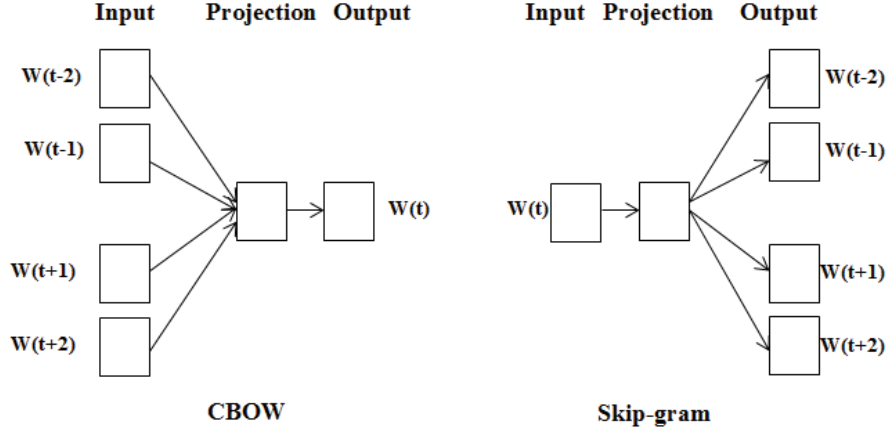 Input Projection Output
W(t-2)
W(t-1)
W(t)
W(t+1)
W(t+2)
CBOW
Input Projection Output
W(t-2)
W(t-1)
W(t)
W(t+1)
W(t+2)
Skip-gram